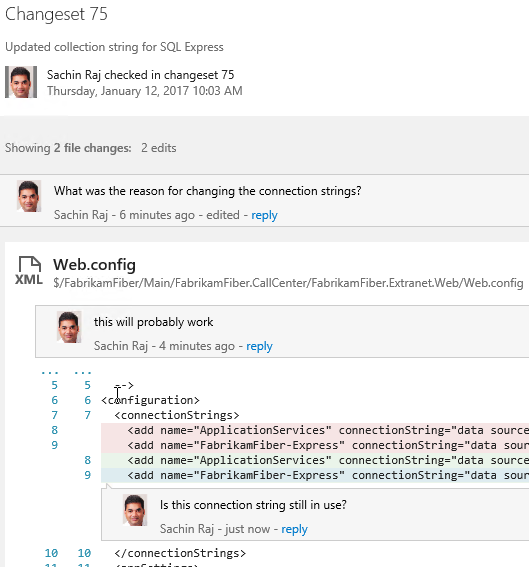 Changeset 75
Updated collection string for SQL Express
Sachin Raj checked in changeset 75
Thursday, January 12, 2017 10:03 AM
Showing 2 file changes: 2 edits
What was the reason for changing the connection strings?
Sachin Raj - 6 minutes ago - edited - reply
XML
Web.config
$/FabrikamFiber/Main/FabrikamFiber.CallCenter/FabrikamFiber.Extranet.Web/Web.config
this will probably work
Sachin Raj - 4 minutes ago - reply
... ...
5 5 -->
6 6 <configuration>
7 7 <connectionStrings>
8 <add name="ApplicationServices" connectionString="data source
9 <add name="FabrikamFiber-Express" connectionString="data sour
8 <add name="ApplicationServices" connectionString="data source
9 <add name="FabrikamFiber-Express" connectionString="data sour
Is this connection string still in use?
Sachin Raj - just now - reply
10 10 </connectionStrings>